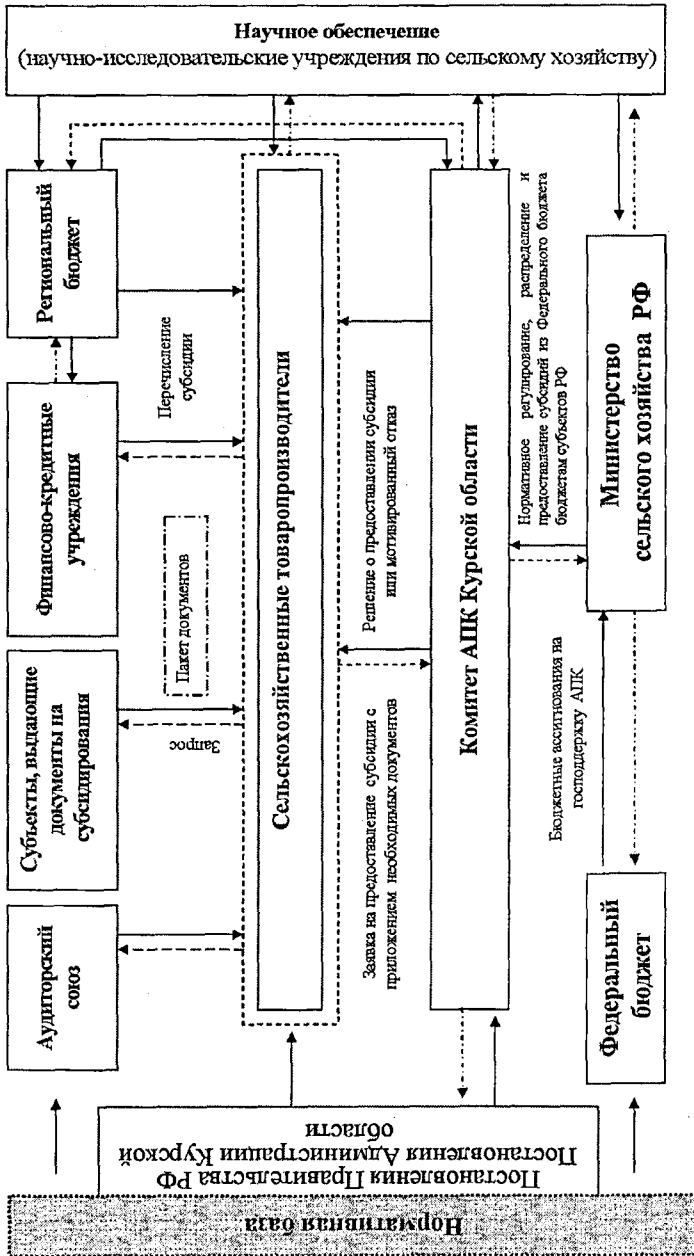 Научное обеспечение
(научно-исследовательские учреждения по сельскому хозяйству)
Аудиторский
союз
Субъекты, выдающие
документы на
субсидирования
Финансово-кредитные
учреждения
Региональный
бюджет
Запрос
Пакет документов
Перечисление
субсидии
Сельскохозяйственные товаропроизводители
Заявка на предоставление субсидии с
приложением необходимых документов
Решение о предоставлении субсидии
или мотивированный отказ
Комитет АПК Курской области
Бюджетные ассигнования на
господдержку АПК
Нормативное регулирование, распределение и
предоставление субсидий из Федерального бюджета
бюджетам субъектов РФ
Федеральный
бюджет
Министерство
сельского хозяйства РФ
Постановления Правительства РФ
Постановления Администрации Курской
области
Нормативная база